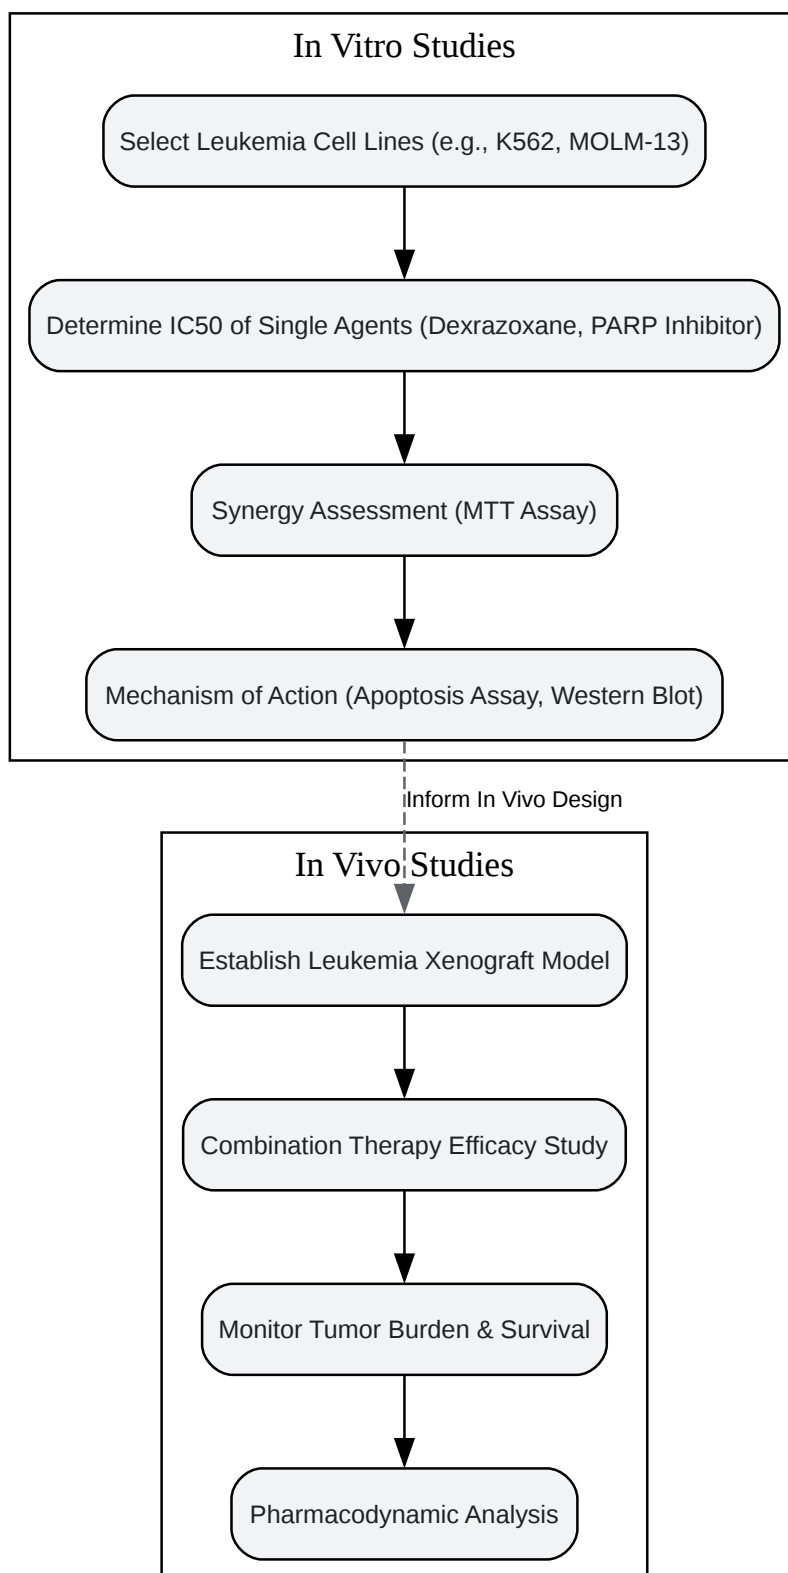 In Vitro Studies
Select Leukemia Cell Lines (e.g., K562, MOLM-13)
Determine IC50 of Single Agents (Dexrazoxane, PARP Inhibitor)
Synergy Assessment (MTT Assay)
Mechanism of Action (Apoptosis Assay, Western Blot)
Inform In Vivo Design
In Vivo Studies
Establish Leukemia Xenograft Model
Combination Therapy Efficacy Study
Monitor Tumor Burden & Survival
Pharmacodynamic Analysis